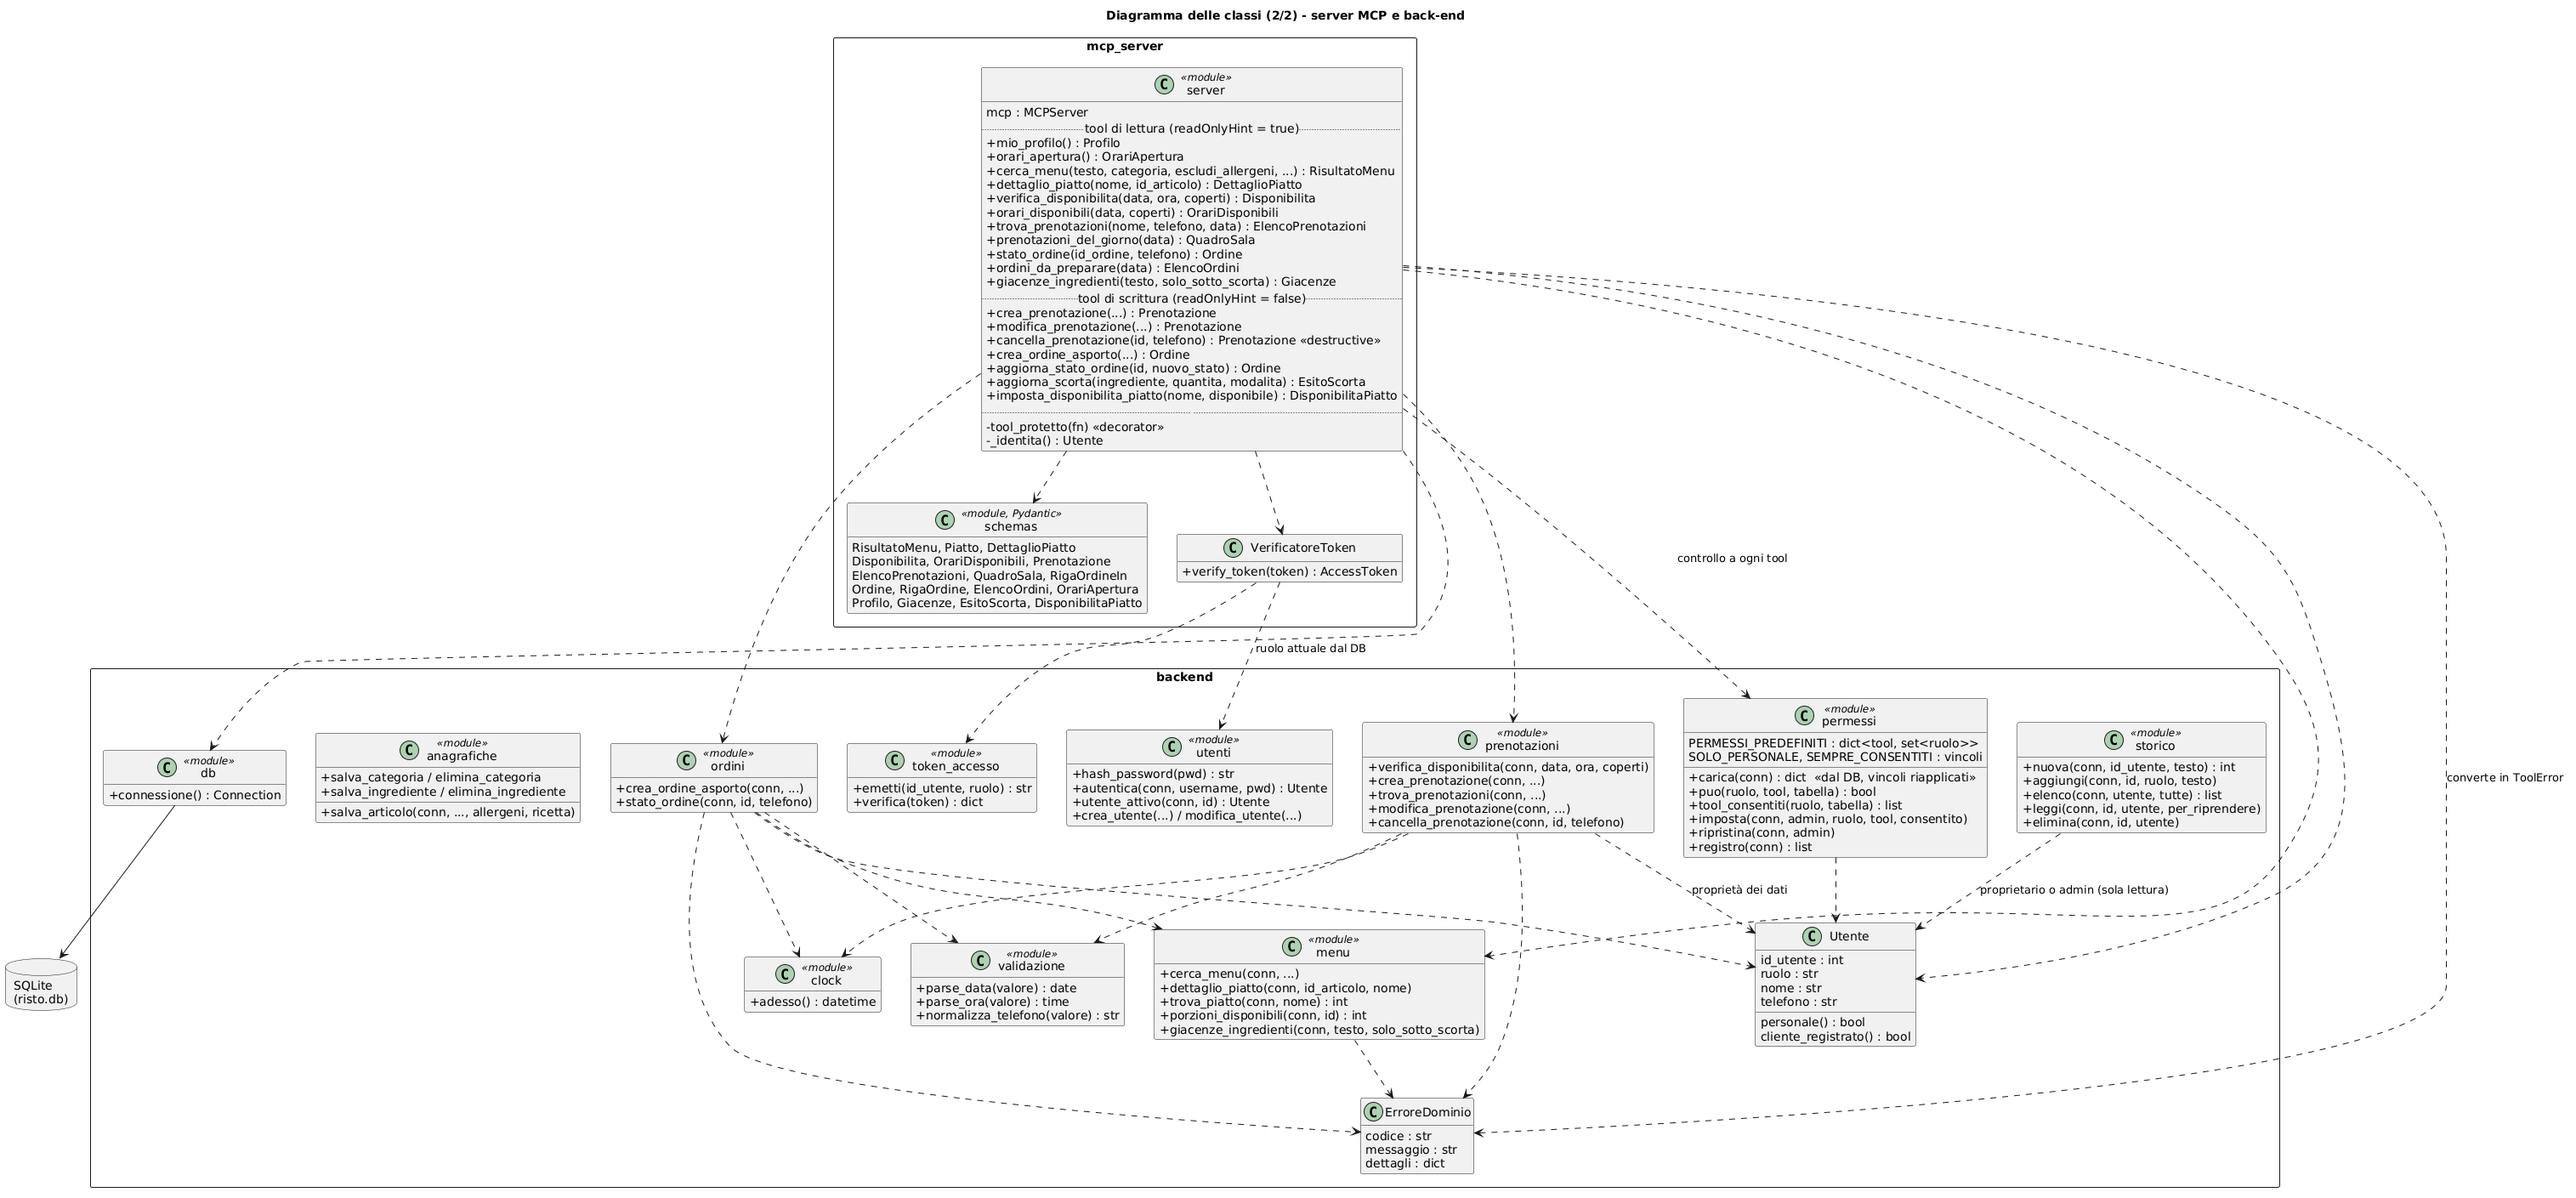 Diagramma delle classi (2/2) - server MCP e back-end
mcp_server
«module»
server
mcp : MCPServer
tool di lettura (readOnlyHint = true)
+mio_profilo() : Profilo
+orari_apertura() : OrariApertura
+cerca_menu(testo, categoria, escludi_allergeni, ...) : RisultatoMenu
+dettaglio_piatto(nome, id_articolo) : DettaglioPiatto
+verifica_disponibilita(data, ora, coperti) : Disponibilita
+orari_disponibili(data, coperti) : OrariDisponibili
+trova_prenotazioni(nome, telefono, data) : ElencoPrenotazioni
+prenotazioni_del_giorno(data) : QuadroSala
+stato_ordine(id_ordine, telefono) : Ordine
+ordini_da_preparare(data) : ElencoOrdini
+giacenze_ingredienti(testo, solo_sotto_scorta) : Giacenze
tool di scrittura (readOnlyHint = false)
+crea_prenotazione(...) : Prenotazione
+modifica_prenotazione(...) : Prenotazione
+cancella_prenotazione(id, telefono) : Prenotazione «destructive»
+crea_ordine_asporto(...) : Ordine
+aggiorna_stato_ordine(id, nuovo_stato) : Ordine
+aggiorna_scorta(ingrediente, quantita, modalita) : EsitoScorta
+imposta_disponibilita_piatto(nome, disponibile) : DisponibilitaPiatto
-tool_protetto(fn) «decorator»
-_identita() : Utente
«module, Pydantic»
schemas
RisultatoMenu, Piatto, DettaglioPiatto
Disponibilita, OrariDisponibili, Prenotazione
ElencoPrenotazioni, QuadroSala, RigaOrdineIn
Ordine, RigaOrdine, ElencoOrdini, OrariApertura
Profilo, Giacenze, EsitoScorta, DisponibilitaPiatto
VerificatoreToken
+verify_token(token) : AccessToken
controllo a ogni tool
ruolo attuale dal DB
converte in ToolError
backend
«module»
db
+connessione() : Connection
«module»
anagrafiche
+salva_categoria / elimina_categoria
+salva_ingrediente / elimina_ingrediente
+salva_articolo(conn, ..., allergeni, ricetta)
«module»
ordini
+crea_ordine_asporto(conn, ...)
+stato_ordine(conn, id, telefono)
«module»
token_accesso
+emetti(id_utente, ruolo) : str
+verifica(token) : dict
«module»
utenti
+hash_password(pwd) : str
+autentica(conn, username, pwd) : Utente
+utente_attivo(conn, id) : Utente
+crea_utente(...) / modifica_utente(...)
«module»
prenotazioni
+verifica_disponibilita(conn, data, ora, coperti)
+crea_prenotazione(conn, ...)
+trova_prenotazioni(conn, ...)
+modifica_prenotazione(conn, ...)
+cancella_prenotazione(conn, id, telefono)
«module»
permessi
PERMESSI_PREDEFINITI : dict<tool, set<ruolo>>
SOLO_PERSONALE, SEMPRE_CONSENTITI : vincoli
+carica(conn) : dict «dal DB, vincoli riapplicati»
+puo(ruolo, tool, tabella) : bool
+tool_consentiti(ruolo, tabella) : list
+imposta(conn, admin, ruolo, tool, consentito)
+ripristina(conn, admin)
+registro(conn) : list
«module»
storico
+nuova(conn, id_utente, testo) : int
+aggiungi(conn, id, ruolo, testo)
+elenco(conn, utente, tutte) : list
+leggi(conn, id, utente, per_riprendere)
+elimina(conn, id, utente)
proprietà dei dati
proprietario o admin (sola lettura)
SQLite
(risto.db)
«module»
clock
+adesso() : datetime
«module»
validazione
+parse_data(valore) : date
+parse_ora(valore) : time
+normalizza_telefono(valore) : str
«module»
menu
+cerca_menu(conn, ...)
+dettaglio_piatto(conn, id_articolo, nome)
+trova_piatto(conn, nome) : int
+porzioni_disponibili(conn, id) : int
+giacenze_ingredienti(conn, testo, solo_sotto_scorta)
Utente
id_utente : int
ruolo : str
nome : str
telefono : str
personale() : bool
cliente_registrato() : bool
ErroreDominio
codice : str
messaggio : str
dettagli : dict